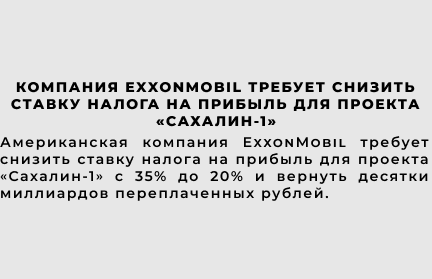 КОМПАНИЯ EXXONMOBIL ТРЕБУЕТ СНИЗИТЬ
СТАВКУ НАЛОГА НА ПРИБЫЛЬ ДЛЯ ПРОЕКТА
«САХАЛИН-1»
Американская компания ExxonMobil требует
снизить ставку налога на прибыль для проекта
«Сахалин-1» с 35% до 20% и вернуть десятки
миллиардов переплаченных рублей.